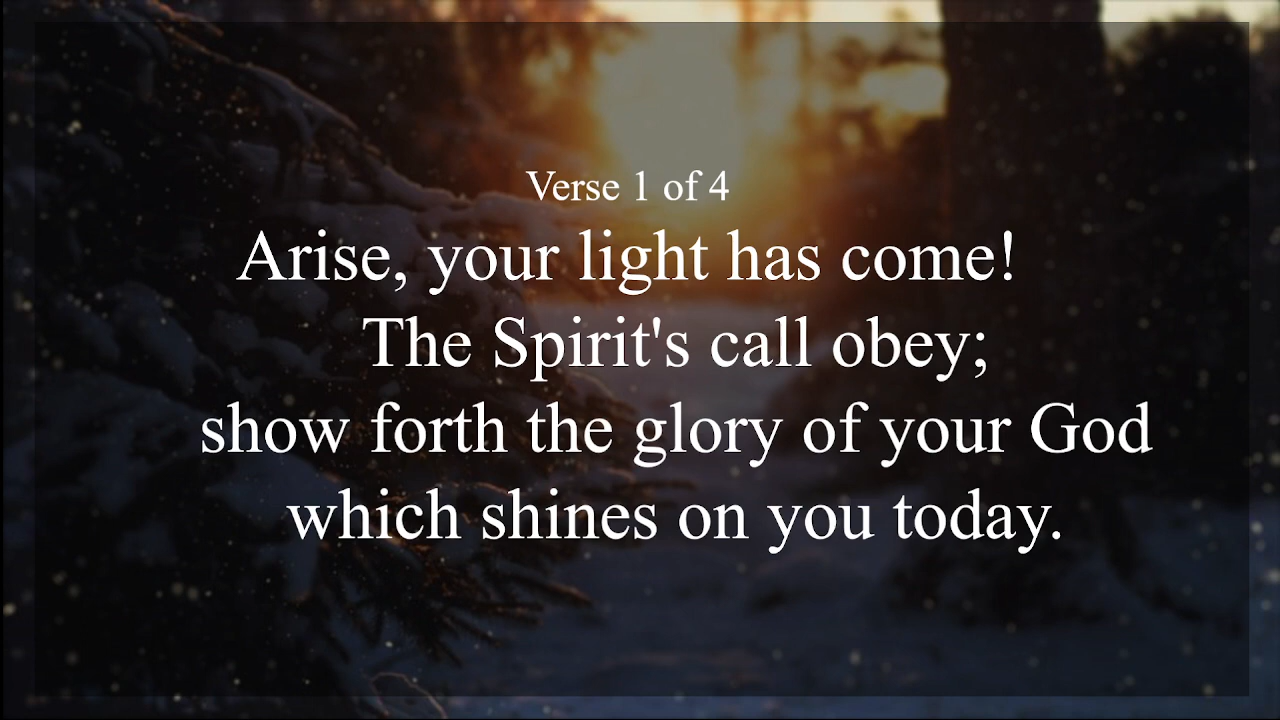 Verse 1 of 4
Arise, your light has come!
The Spirit's call obey;
show forth the glory of your God
which shines on you today.